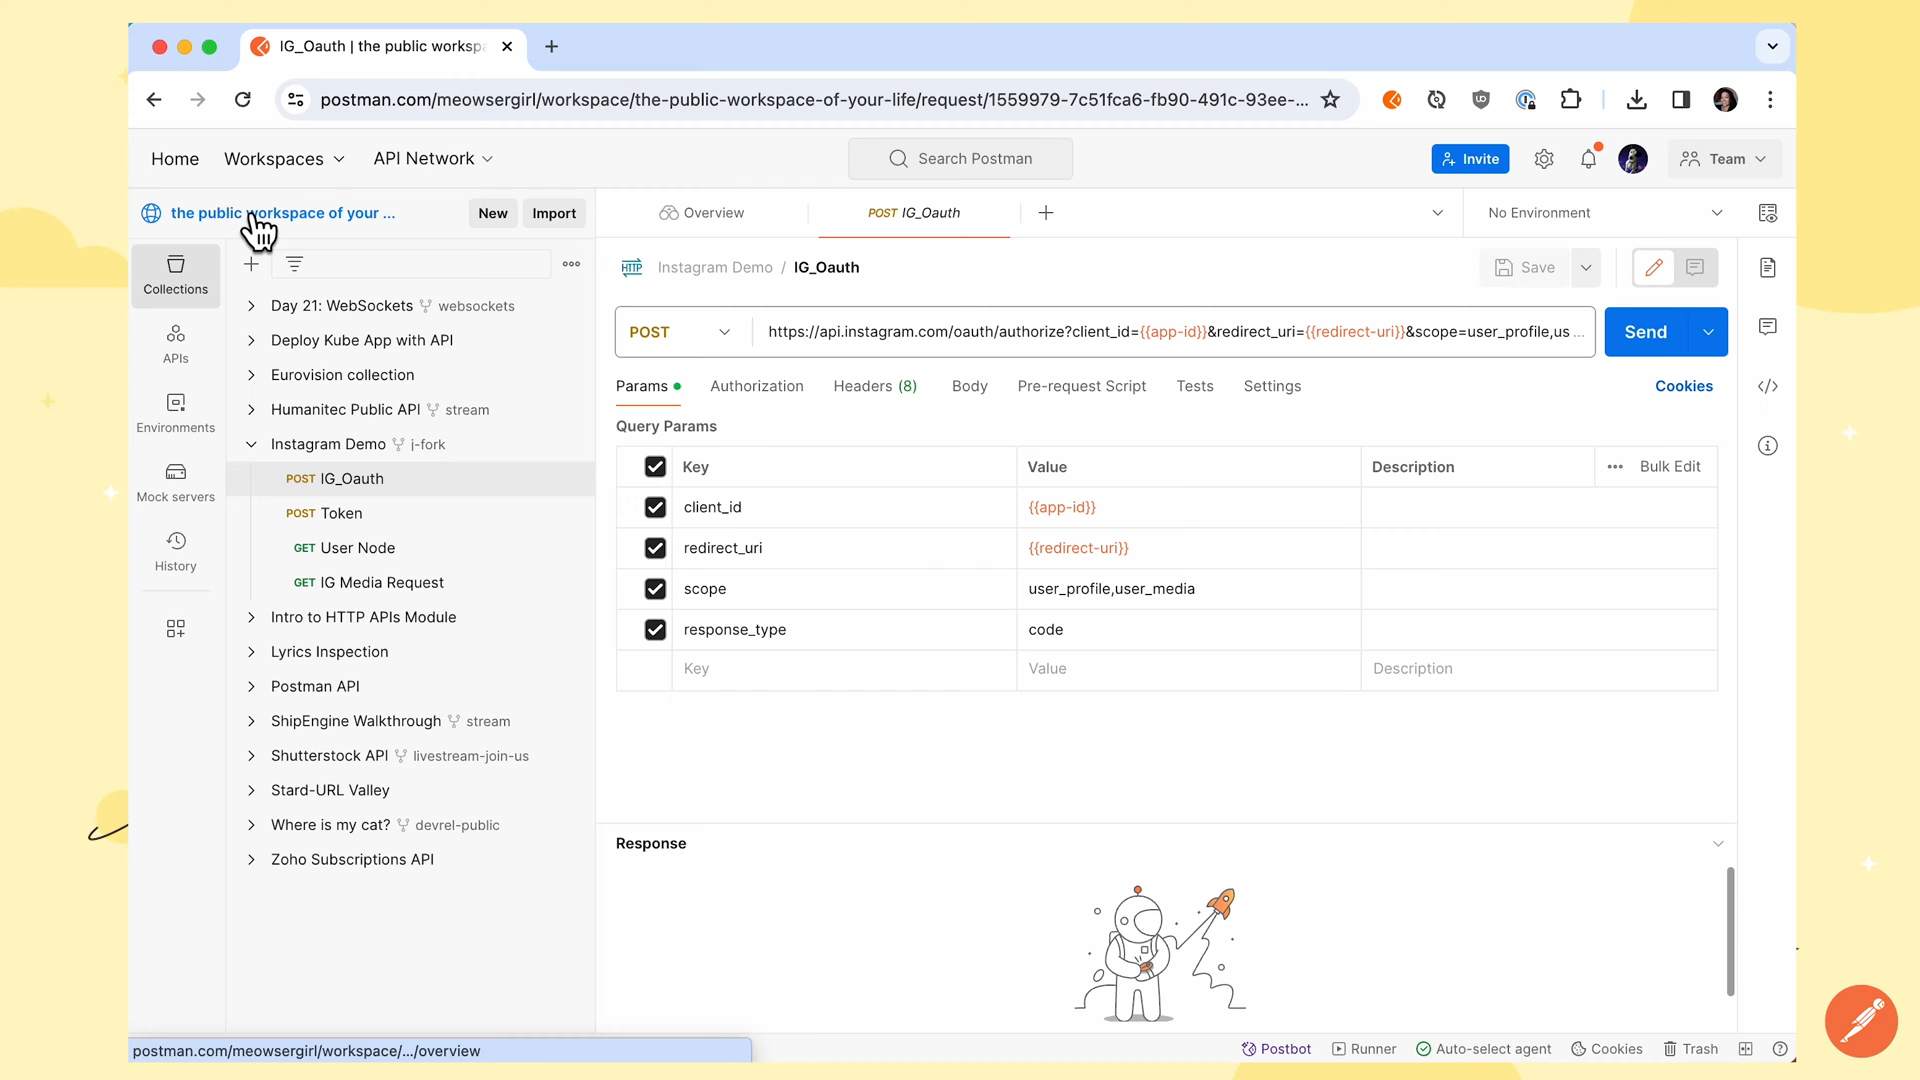 IG_Oauth | the public worksp
postman.com/meowsergirl/workspace/the-public-workspace-of-your-life/request/1559979-7c51fca6-fb90-491c-93ee-...
Home
Workspaces
API Network
Search Postman
Invite
Team
the public workspace of your ...
New
Import
Overview
POST IG_Oauth
No Environment
Collections
APIs
Environments
Mock servers
History
Day 21: WebSockets websockets
Deploy Kube App with API
Eurovision collection
Humanitec Public API stream
Instagram Demo j-fork
POST IG_Oauth
POST Token
GET User Node
GET IG Media Request
Intro to HTTP APIs Module
Lyrics Inspection
Postman API
ShipEngine Walkthrough stream
Shutterstock API livestream-join-us
Stard-URL Valley
Where is my cat? devrel-public
Zoho Subscriptions API
HTTP Instagram Demo / IG_Oauth
Save
POST
https://api.instagram.com/oauth/authorize?client_id={{app-id}}&redirect_uri={{redirect-uri}}&scope=user_profile,us ...
Send
Params
Authorization
Headers (8)
Body
Pre-request Script
Tests
Settings
Cookies
Query Params
Key Value Description ••• Bulk Edit
client_id {{app-id}}
redirect_uri {{redirect-uri}}
scope user_profile,user_media
response_type code
Key Value Description
Response
postman.com/meowsergirl/workspace/.../overview
Postbot
Runner
Auto-select agent
Cookies
Trash